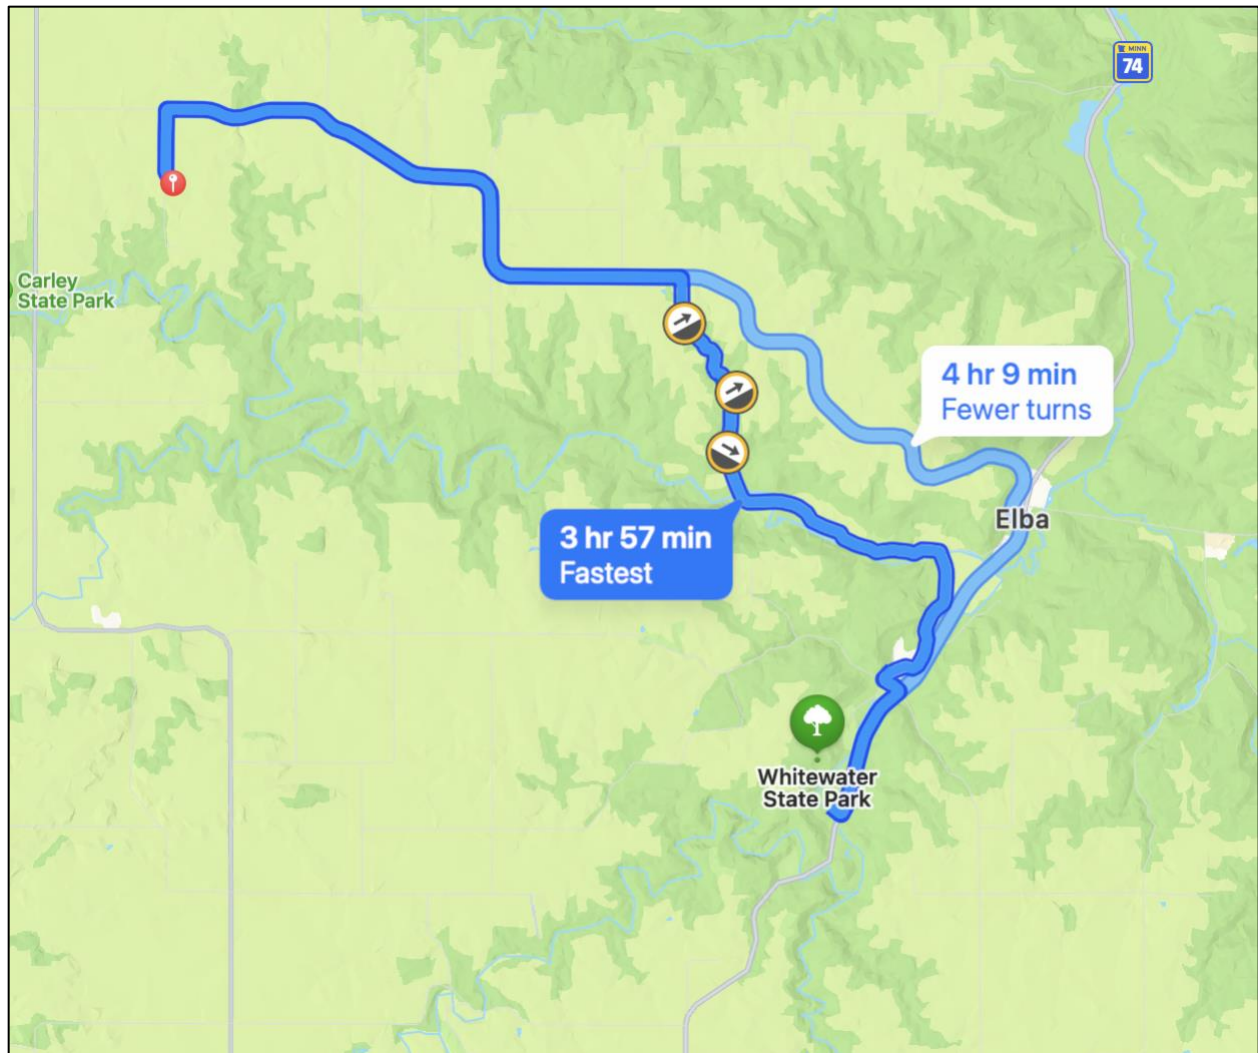 MINN
74
Carley
State Park
4 hr 9 min
Fewer turns
Elba
3 hr 57 min
Fastest
Whitewater
State Park